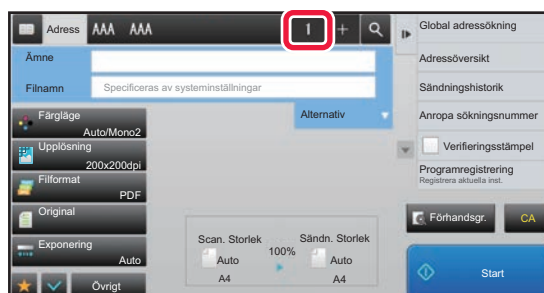 Adress AAA AAA 1 +
Ämne
Filnamn Specificeras av systeminställningar
Alternativ
Färgläge
Auto/Mono2
Upplösning
200x200dpi
Filformat
PDF
Original
Exponering
Auto
Övrigt
Scan. Storlek
Auto
A4
100%
Sändn. Storlek
Auto
A4
Global adressökning
Adressöversikt
Sändningshistorik
Anropa sökningsnummer
Verifieringsstämpel
Programregistrering
Registrera aktuella inst.
Förhandsgr.
CA
Start